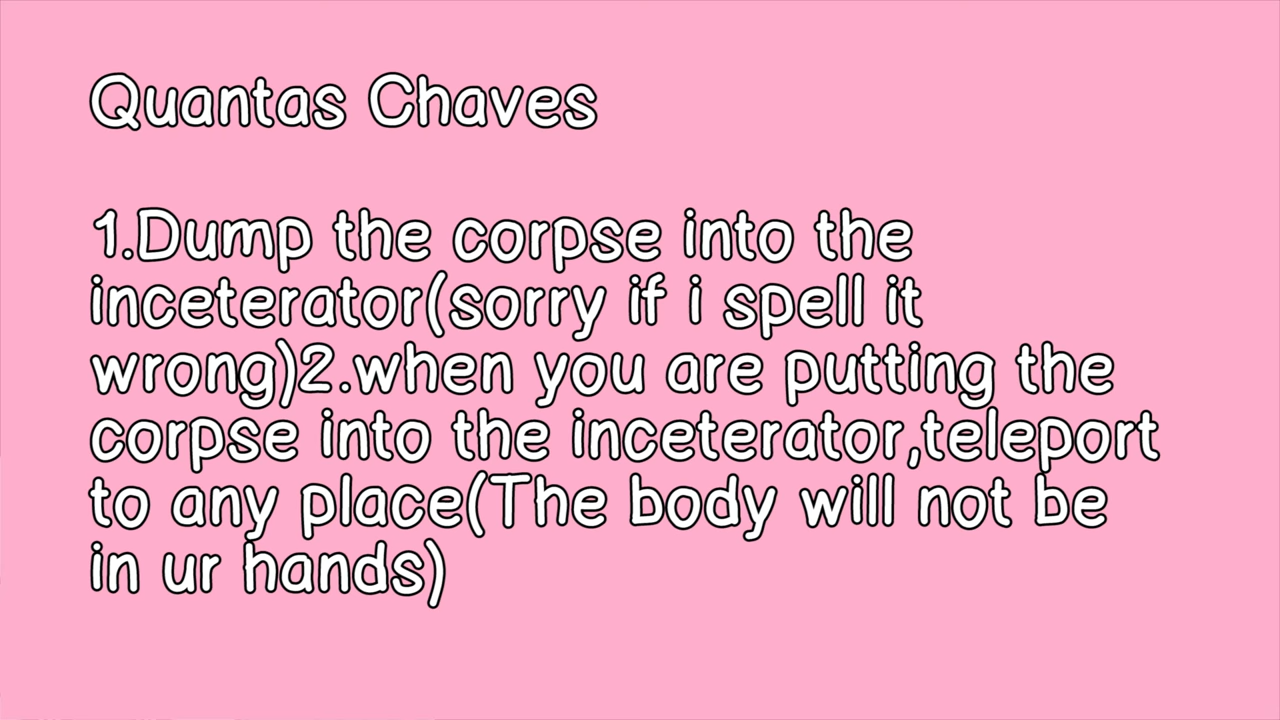 Quantas Chaves
1.Dump the corpse into the
inceterator(sorry if i spell it
wrong)2.when you are putting the
corpse into the inceterator,teleport
to any place(The body will not be
in ur hands)